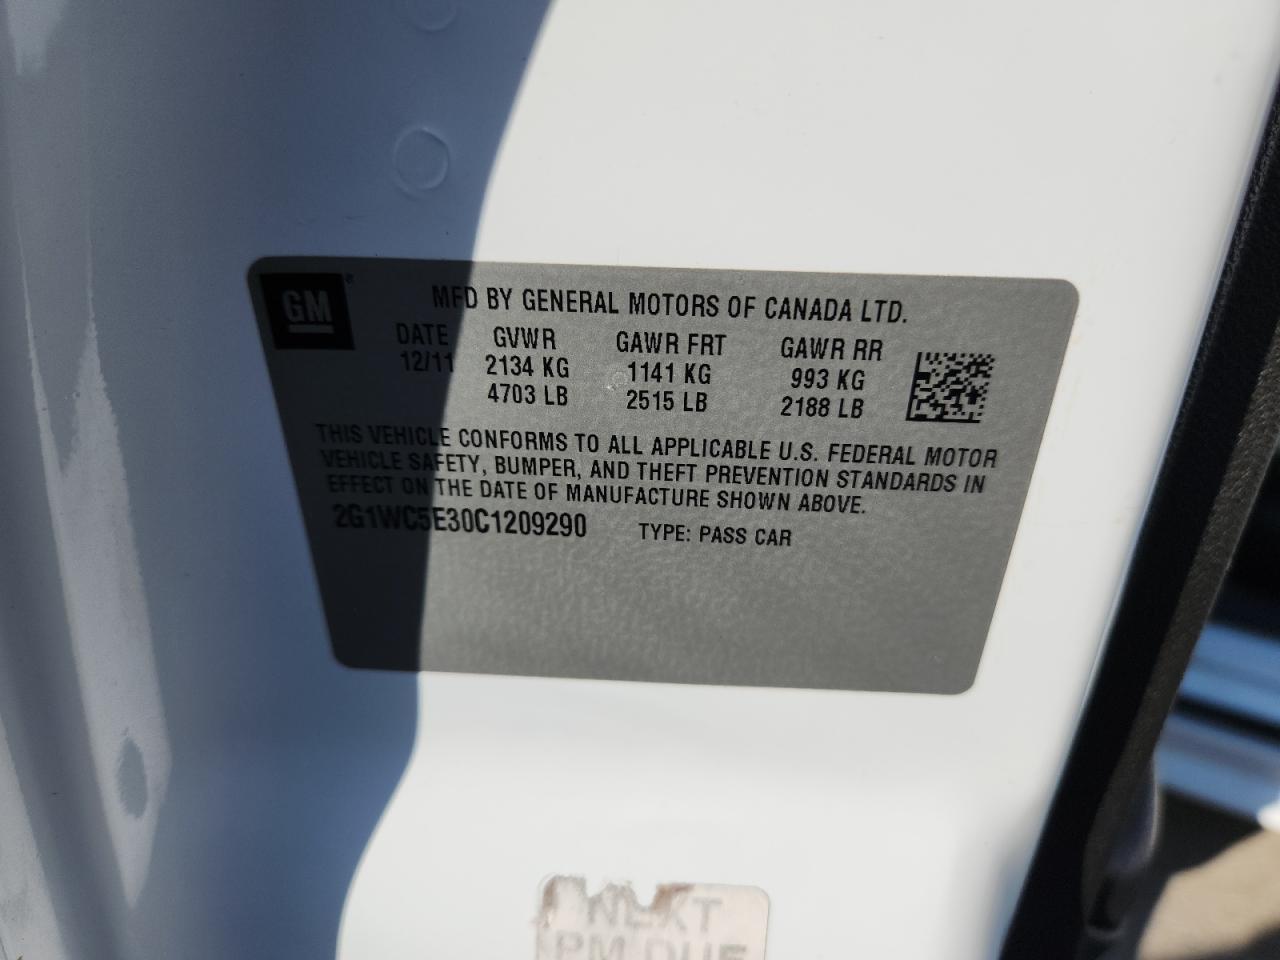 GM®
MFD BY GENERAL MOTORS OF CANADA LTD.
DATE GVWR GAWR FRT GAWR RR
12/11 2134 KG 1141 KG 993 KG
4703 LB 2515 LB 2188 LB
THIS VEHICLE CONFORMS TO ALL APPLICABLE U.S. FEDERAL MOTOR
VEHICLE SAFETY, BUMPER, AND THEFT PREVENTION STANDARDS IN
EFFECT ON THE DATE OF MANUFACTURE SHOWN ABOVE.
2G1WC5E30C1209290 TYPE: PASS CAR
NEXT
PM DUE